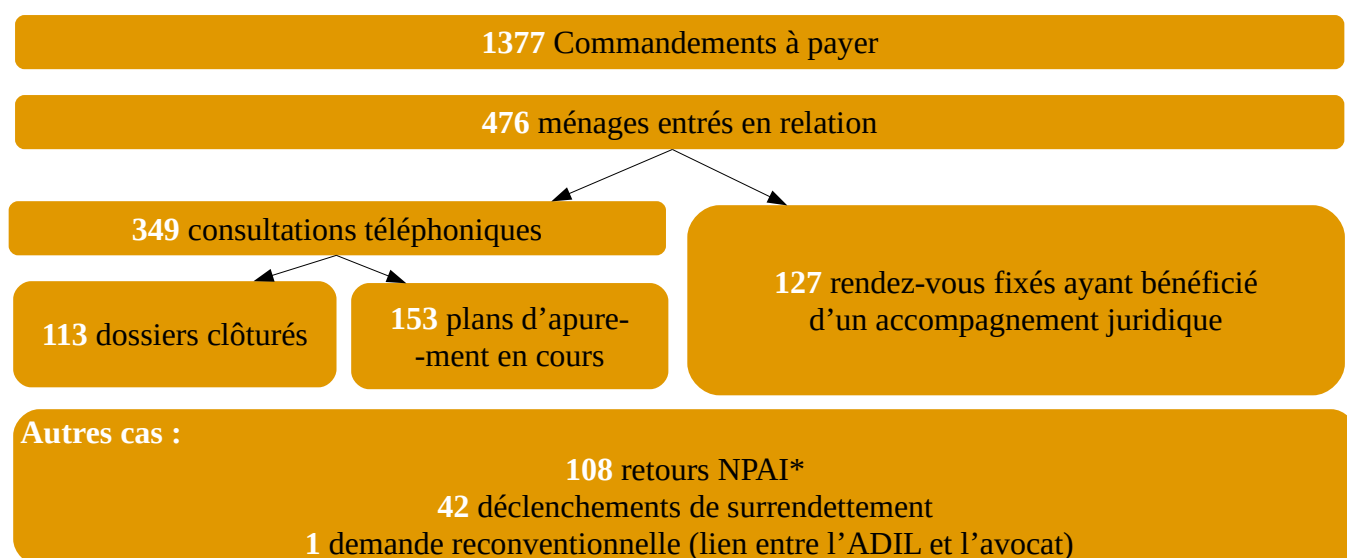 1377 Commandements à payer
476 ménages entrés en relation
349 consultations téléphoniques
113 dossiers clôturés
153 plans d’apure-
-ment en cours
127 rendez-vous fixés ayant bénéficié
d’un accompagnement juridique
Autres cas :
108 retours NPAI*
42 déclenchements de surrendettement
1 demande reconventionnelle (lien entre l’ADIL et l’avocat)